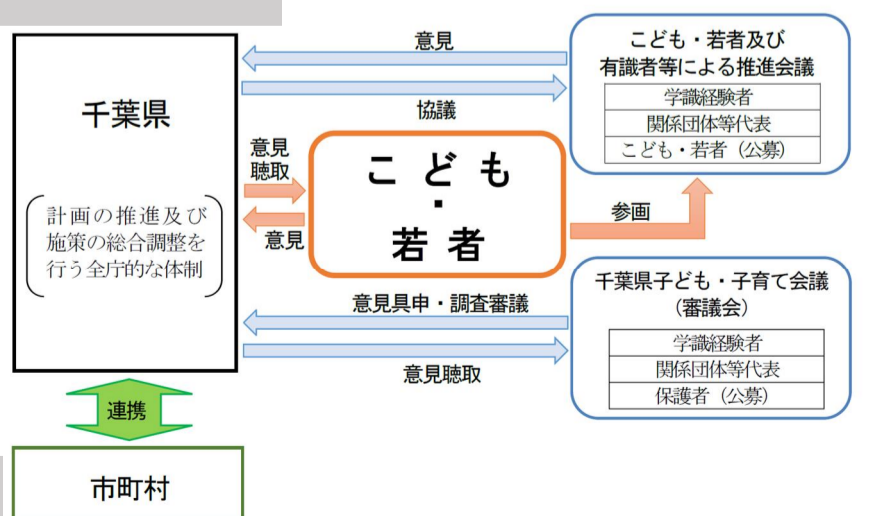 千葉県
計画の推進及び
施策の総合調整を
行う全庁的な体制
意見
協議
こども・若者及び
有識者等による推進会議
学識経験者
関係団体等代表
こども・若者（公募）
意見
聴取
意見
こども
・
若者
参画
意見具申・調査審議
意見聴取
千葉県子ども・子育て会議
（審議会）
学識経験者
関係団体等代表
保護者（公募）
連携
市町村